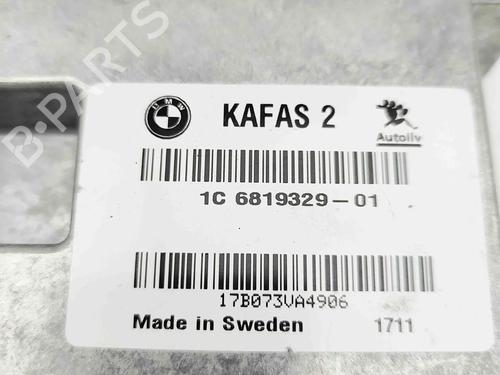 B-PARTS
BMW
KAFAS 2
Autoliv
1C 6819329-01
17B073VA4906
Made in Sweden 1711